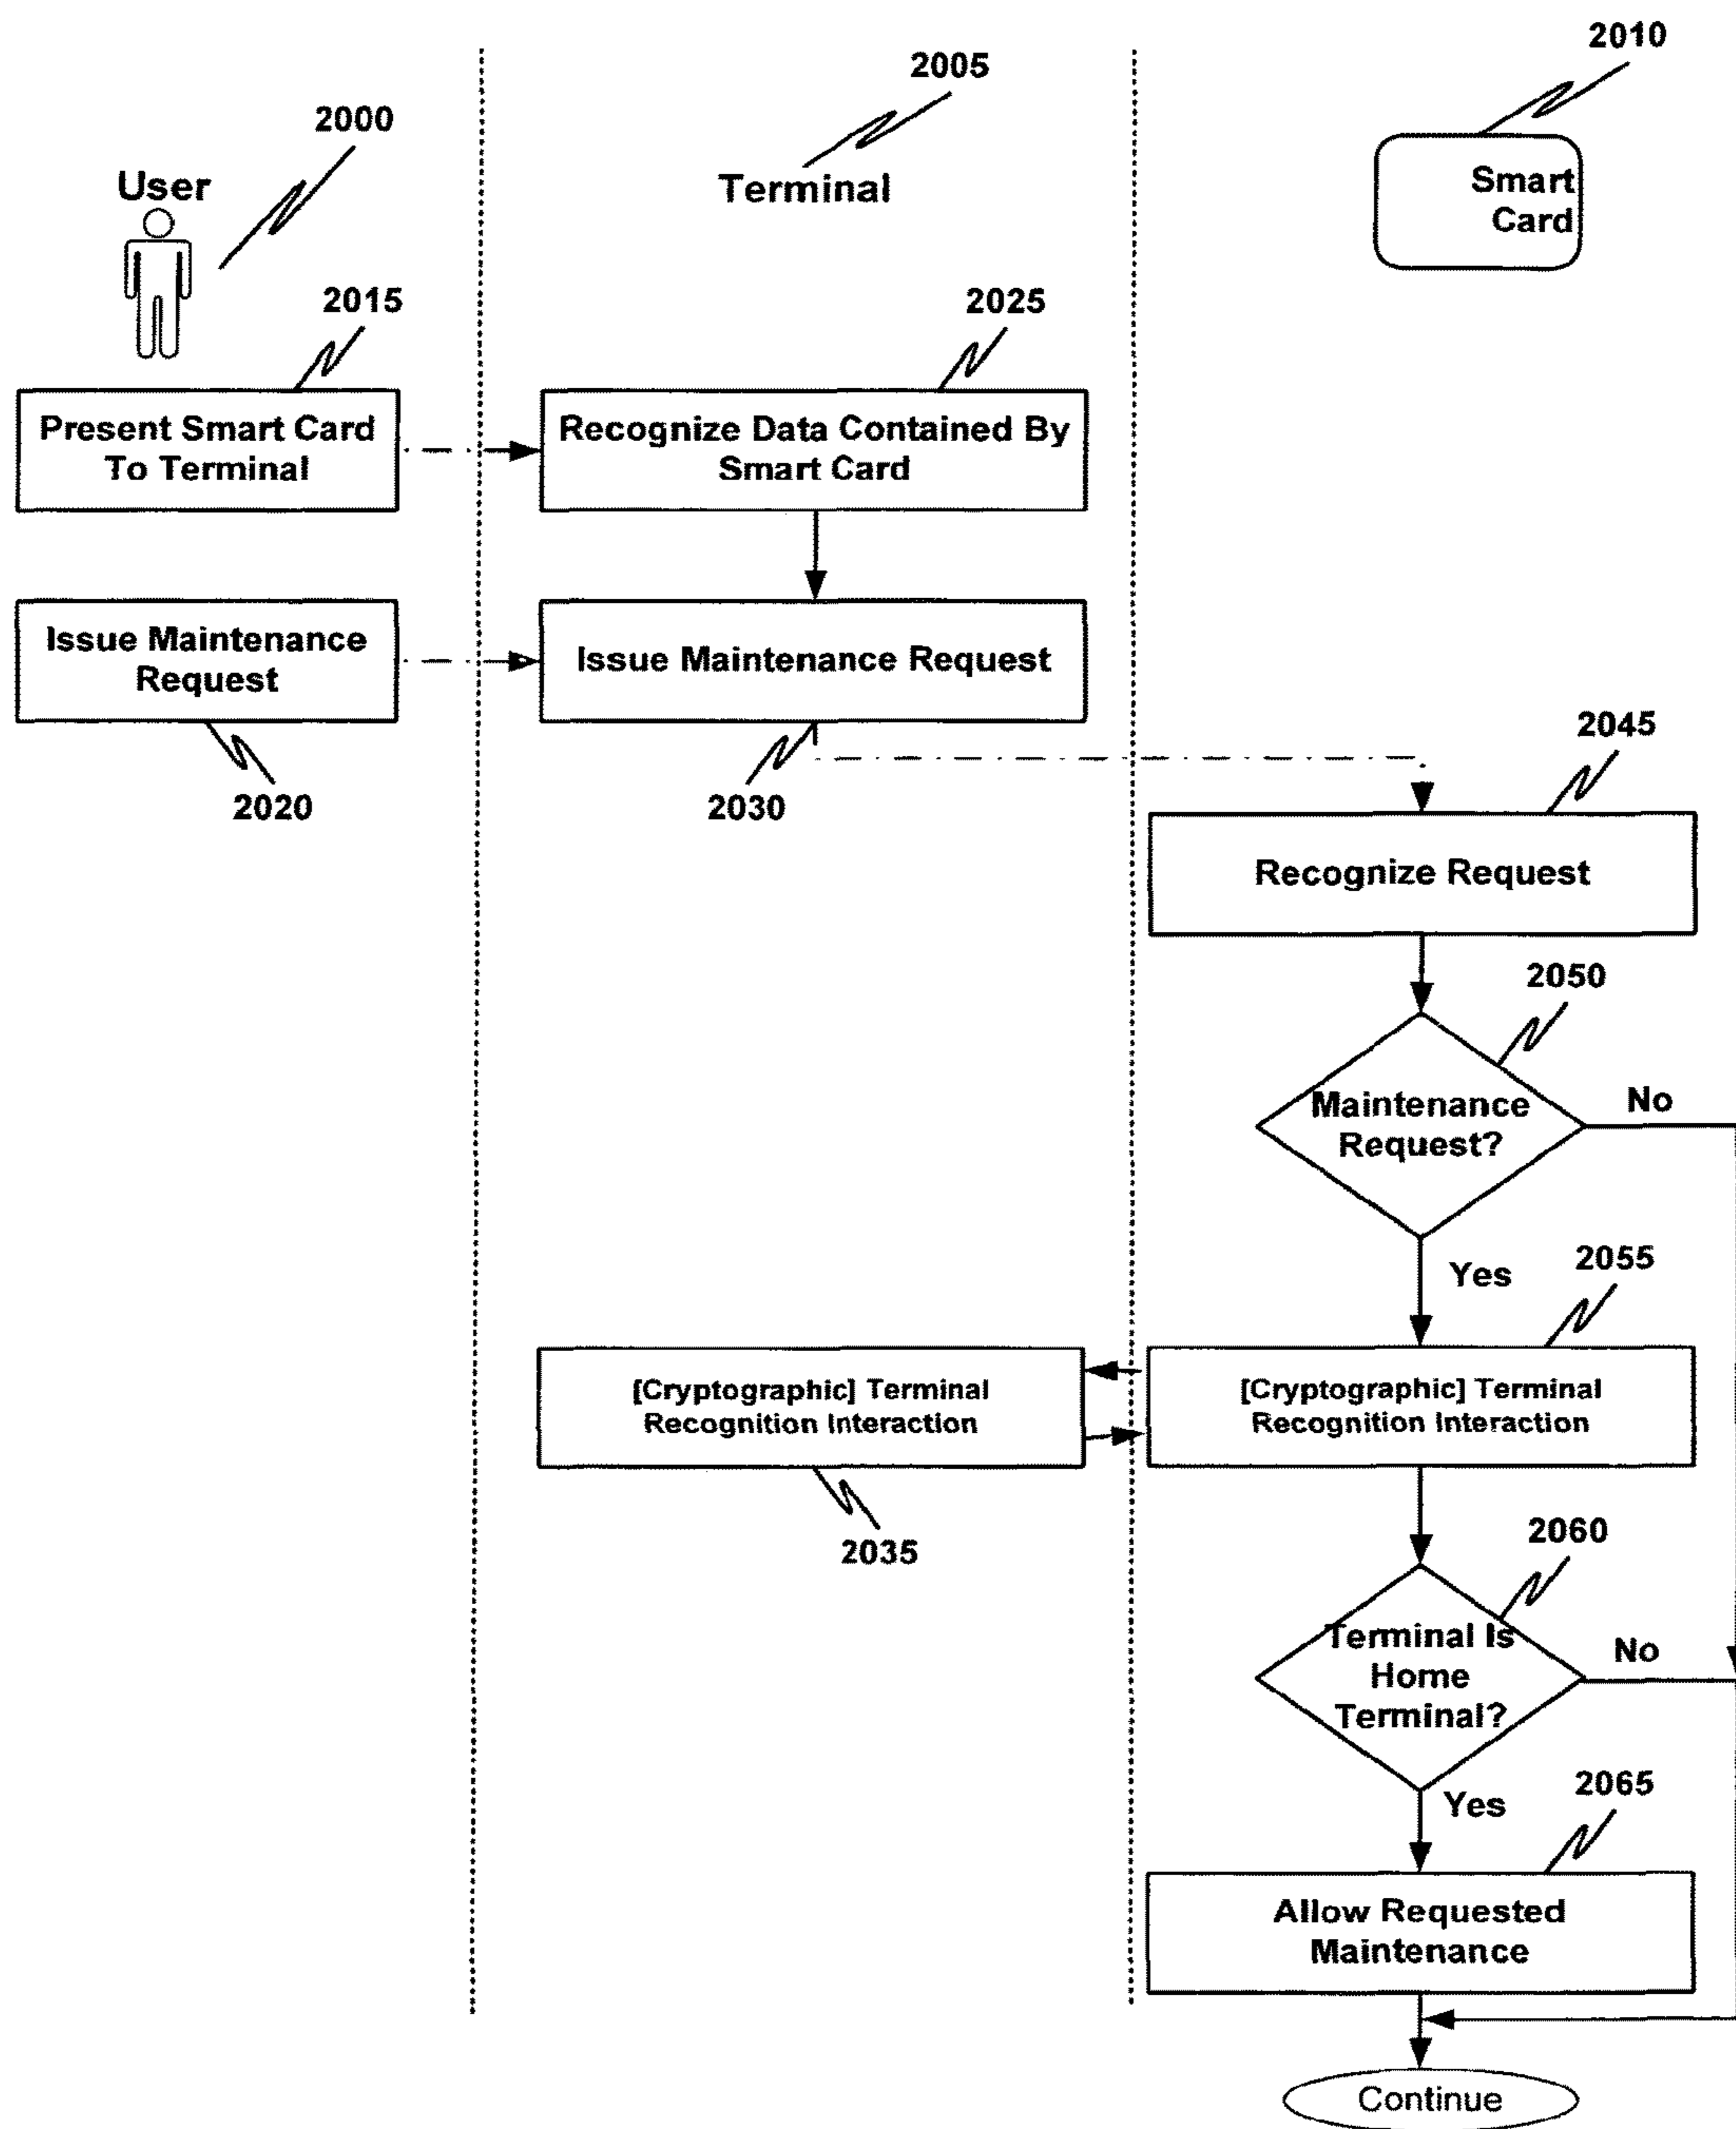 2010
2005
2000
User
Terminal
Smart
Card
2015
2025
Present Smart Card
To Terminal
Recognize Data Contained By
Smart Card
Issue Maintenance
Request
Issue Maintenance Request
2020
2030
2045
Recognize Request
2050
Maintenance
Request?
No
Yes
2055
[Cryptographic] Terminal
Recognition Interaction
[Cryptographic] Terminal
Recognition Interaction
2035
2060
Terminal Is
Home
Terminal?
No
Yes
2065
Allow Requested
Maintenance
Continue